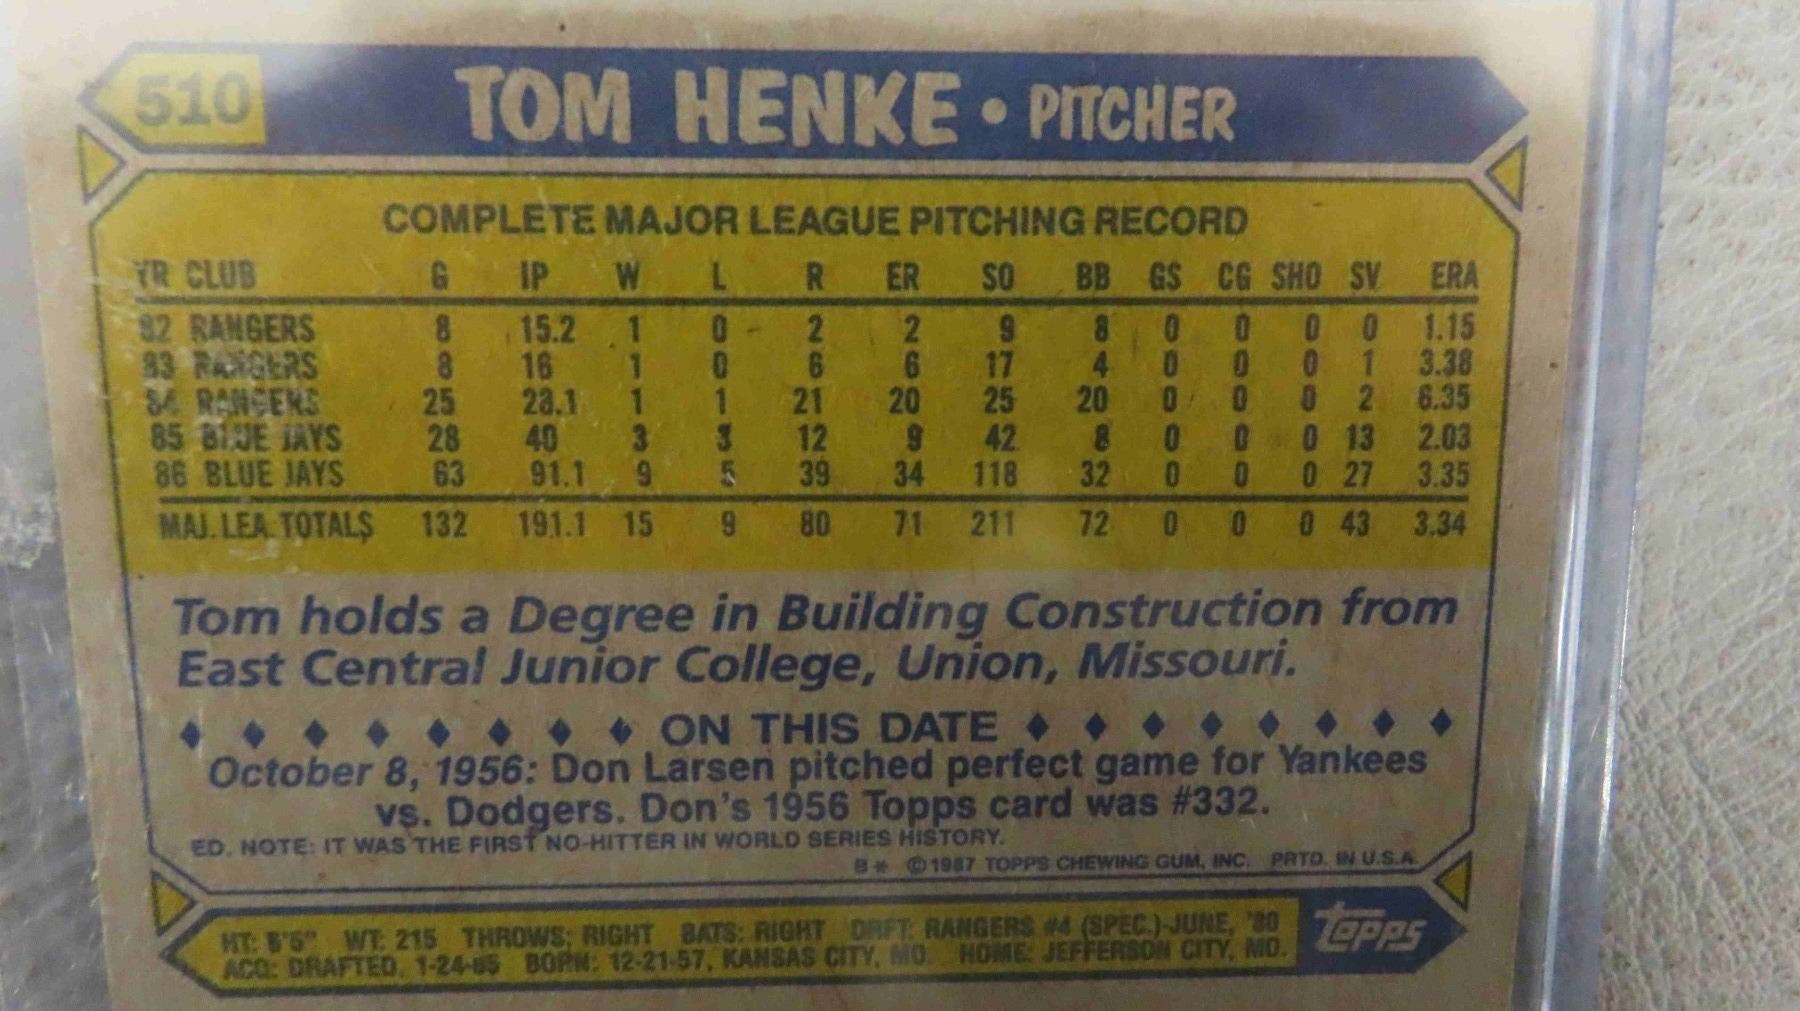 510 TOM HENKE • PITCHER
COMPLETE MAJOR LEAGUE PITCHING RECORD
YR CLUB G IP W L R ER SO BB GS CG SHO SV ERA
82 RANGERS 8 15.2 1 0 2 2 9 8 0 0 0 0 1.15
83 RANGERS 8 16 1 0 6 6 17 4 0 0 0 1 3.38
84 RANGERS 25 28.1 1 1 21 20 25 20 0 0 0 2 6.35
85 BLUE JAYS 28 40 3 3 12 9 42 8 0 0 0 13 2.03
86 BLUE JAYS 63 91.1 9 5 39 34 118 32 0 0 0 27 3.35
MAJ. LEA. TOTALS 132 191.1 15 9 80 71 211 72 0 0 0 43 3.34
Tom holds a Degree in Building Construction from
East Central Junior College, Union, Missouri.
ON THIS DATE
October 8, 1956: Don Larsen pitched perfect game for Yankees
vs. Dodgers. Don's 1956 Topps card was #332.
ED. NOTE: IT WAS THE FIRST NO-HITTER IN WORLD SERIES HISTORY.
B* ©1987 TOPPS CHEWING GUM, INC. PRTD. IN U.S.A.
HT: 6'5" WT: 215 THROWS: RIGHT BATS: RIGHT DRFT: RANGERS #4 (SPEC.)-JUNE, '80
ACQ: DRAFTED, 1-24-85 BORN: 12-21-57, KANSAS CITY, MO. HOME: JEFFERSON CITY, MO.
topps